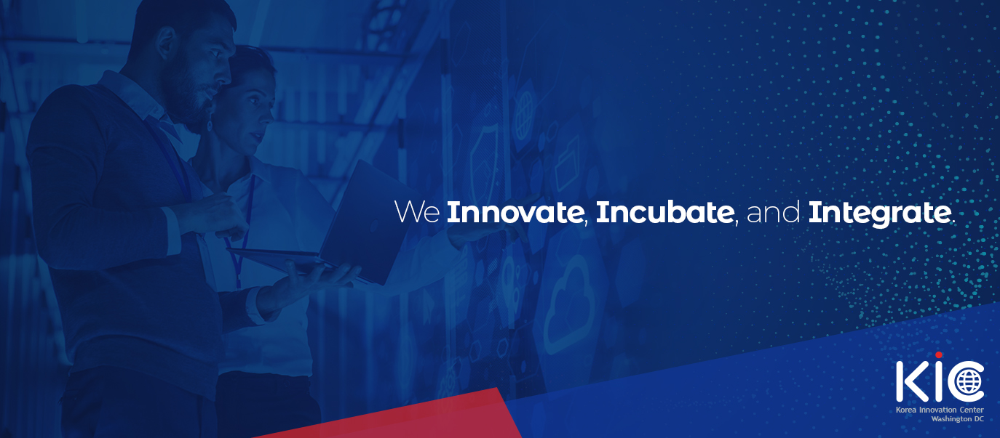 We Innovate, Incubate, and Integrate.
KiC
Korea Innovation Center
Washington DC